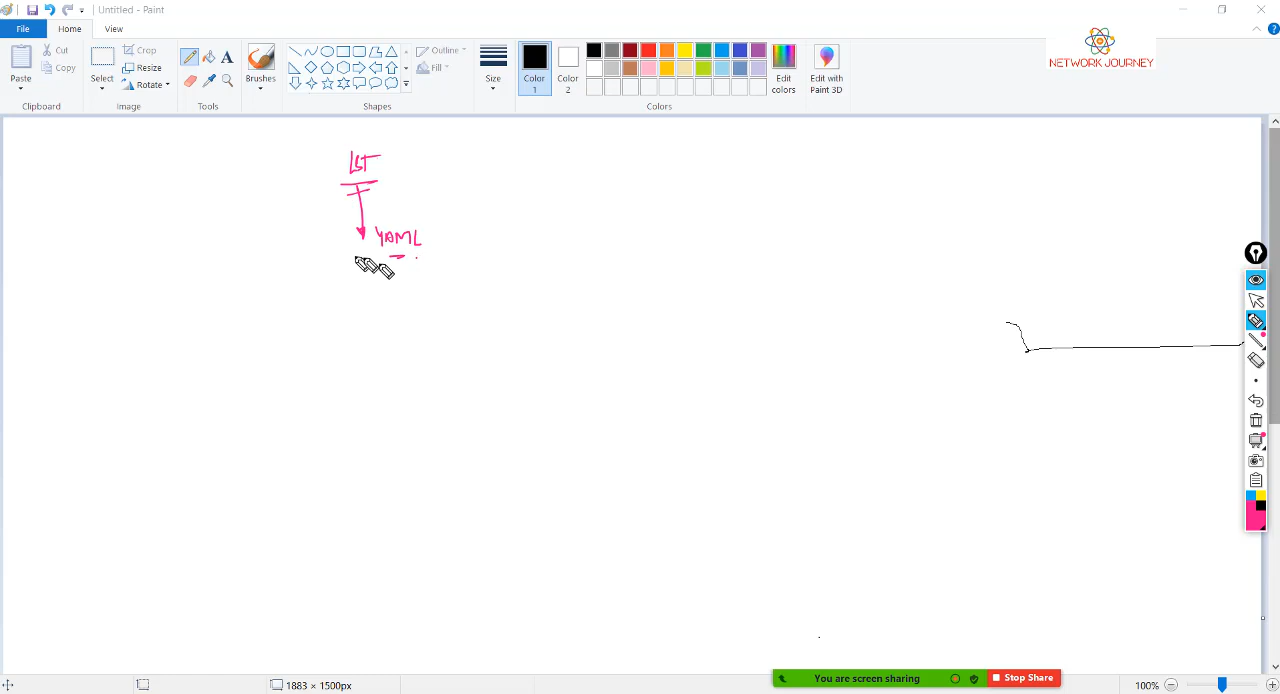 Untitled - Paint
File
Home
View
Paste
Cut
Copy
Clipboard
Select
Crop
Resize
Rotate
Image
Tools
Brushes
Shapes
Outline
Fill
Size
Color
1
Color
2
Edit
colors
Edit with
Paint 3D
Colors
NETWORK JOURNEY
LST
YAML
You are screen sharing
Stop Share
1883 × 1500px
100%